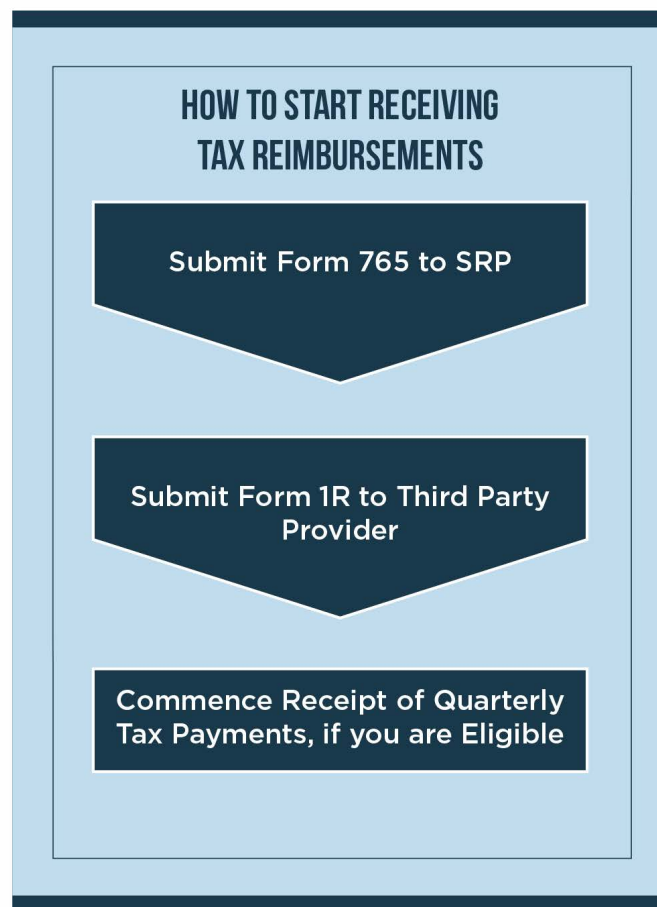 HOW TO START RECEIVING
TAX REIMBURSEMENTS
Submit Form 765 to SRP
Submit Form 1R to Third Party
Provider
Commence Receipt of Quarterly
Tax Payments, if you are Eligible